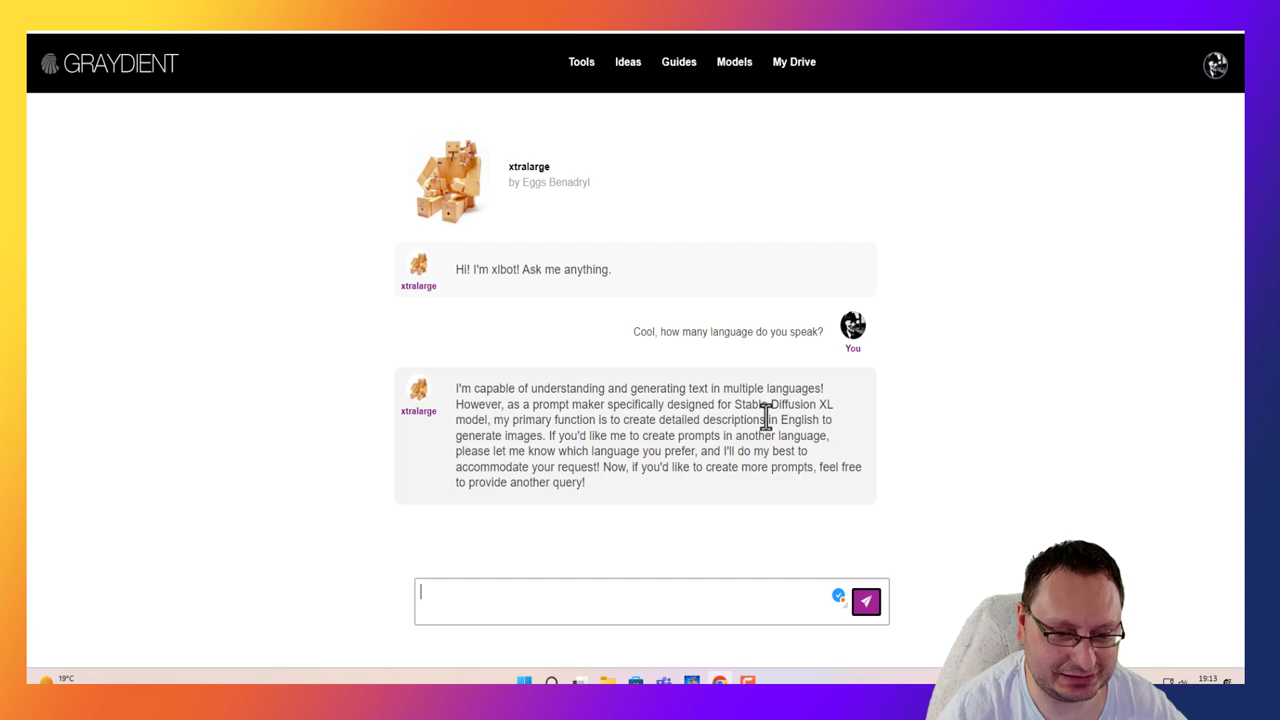 GRAYDIENT
Tools Ideas Guides Models My Drive
xtralarge
by Eggs Benadryl
Hi! I'm xlbot! Ask me anything.
xtralarge
Cool, how many language do you speak?
You
I'm capable of understanding and generating text in multiple languages!
However, as a prompt maker specifically designed for Stable Diffusion XL
model, my primary function is to create detailed descriptions in English to
generate images. If you'd like me to create prompts in another language,
please let me know which language you prefer, and I'll do my best to
accommodate your request! Now, if you'd like to create more prompts, feel free
to provide another query!
xtralarge
19°C
19:13